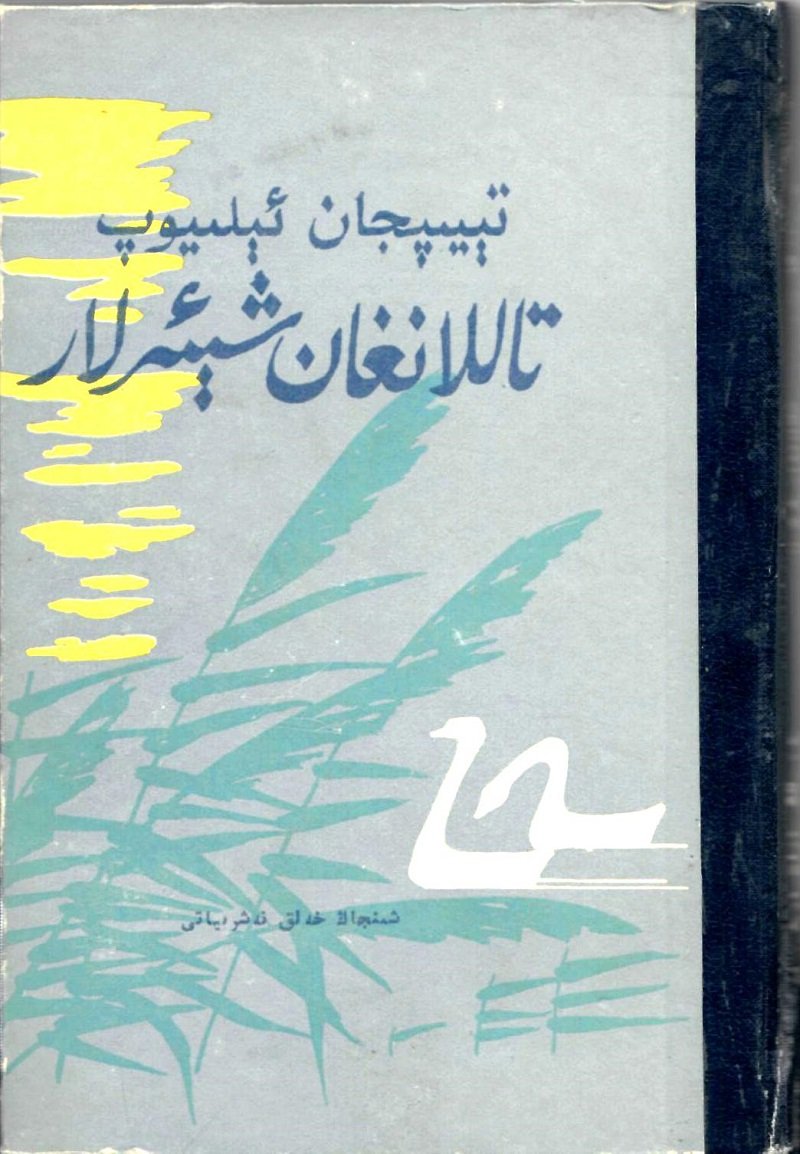 تېيىپجان ئېلىيوپ
تاللانغان شېئىرلار
شىنجاڭ خەلق نەشرىياتى